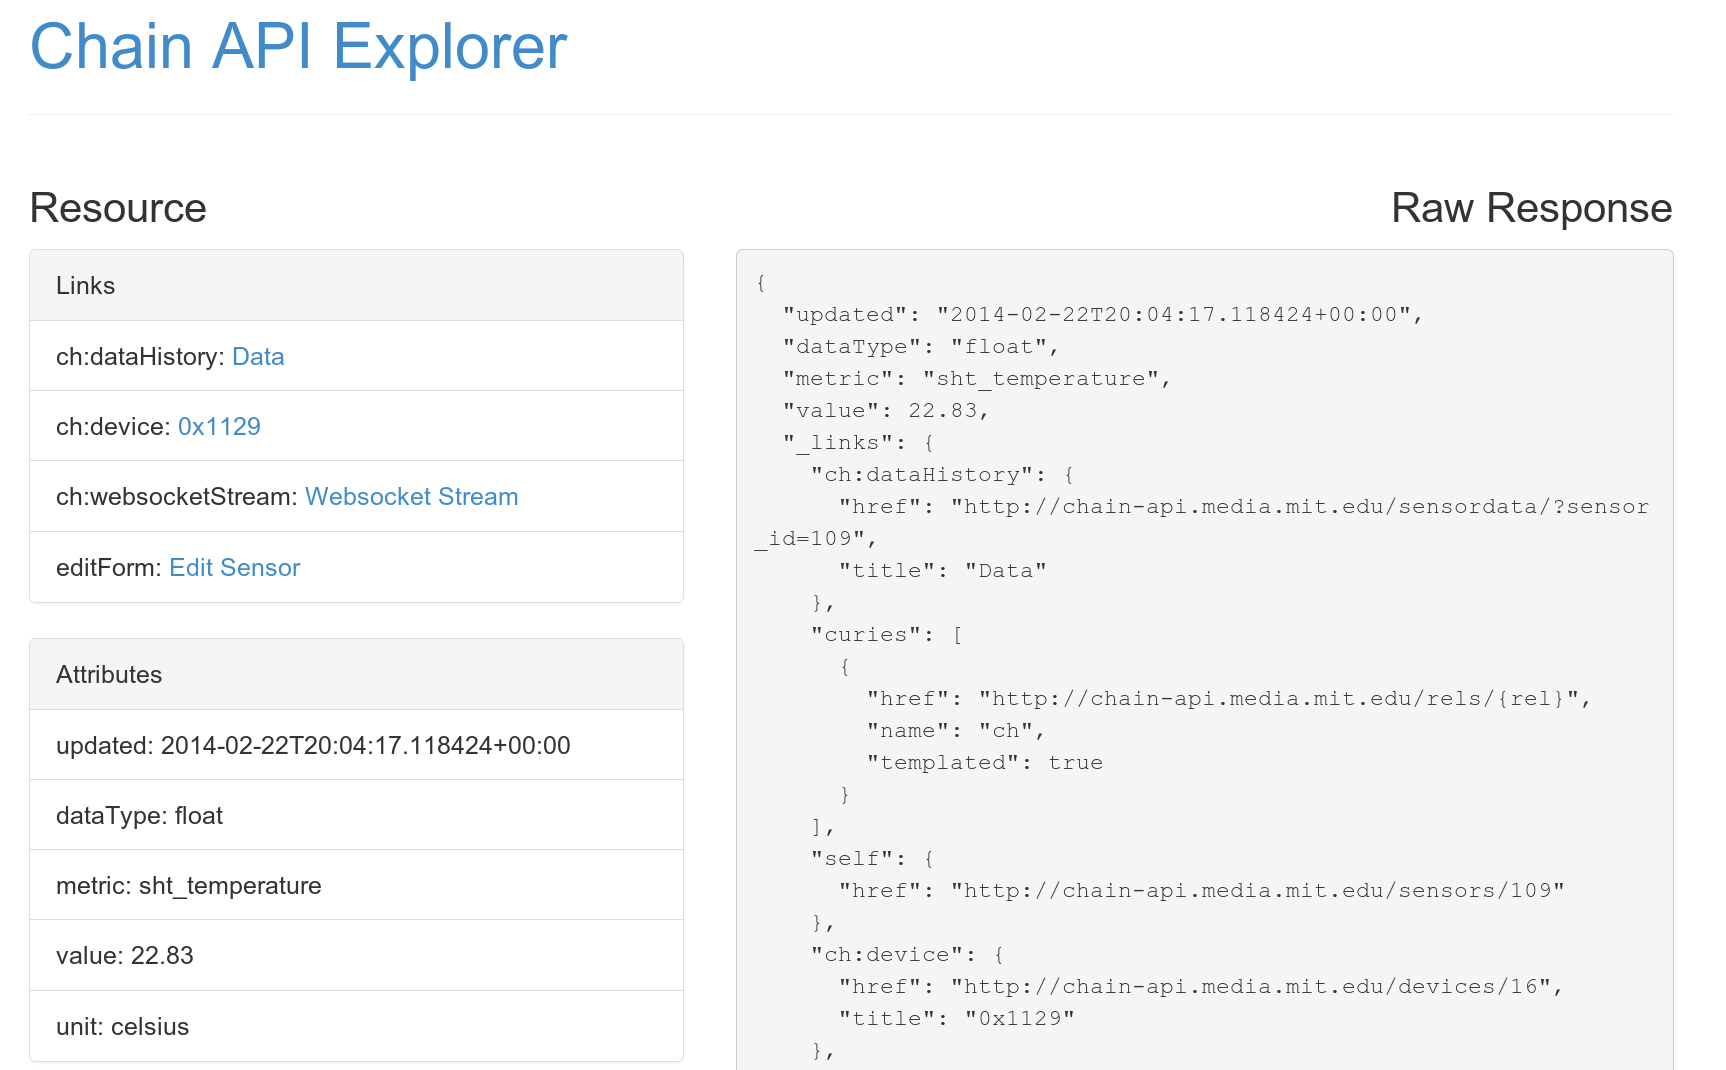 Chain API Explorer
Resource
Links
ch:dataHistory: Data
ch:device: 0x1129
ch:websocketStream: Websocket Stream
editForm: Edit Sensor
Attributes
updated: 2014-02-22T20:04:17.118424+00:00
dataType: float
metric: sht_temperature
value: 22.83
unit: celsius
Raw Response
{
  "updated": "2014-02-22T20:04:17.118424+00:00",
  "dataType": "float",
  "metric": "sht_temperature",
  "value": 22.83,
  "_links": {
    "ch:dataHistory": {
      "href": "http://chain-api.media.mit.edu/sensordata/?sensor
_id=109",
      "title": "Data"
    },
    "curies": [
      {
        "href": "http://chain-api.media.mit.edu/rels/{rel}",
        "name": "ch",
        "templated": true
      }
    ],
    "self": {
      "href": "http://chain-api.media.mit.edu/sensors/109"
    },
    "ch:device": {
      "href": "http://chain-api.media.mit.edu/devices/16",
      "title": "0x1129"
    },